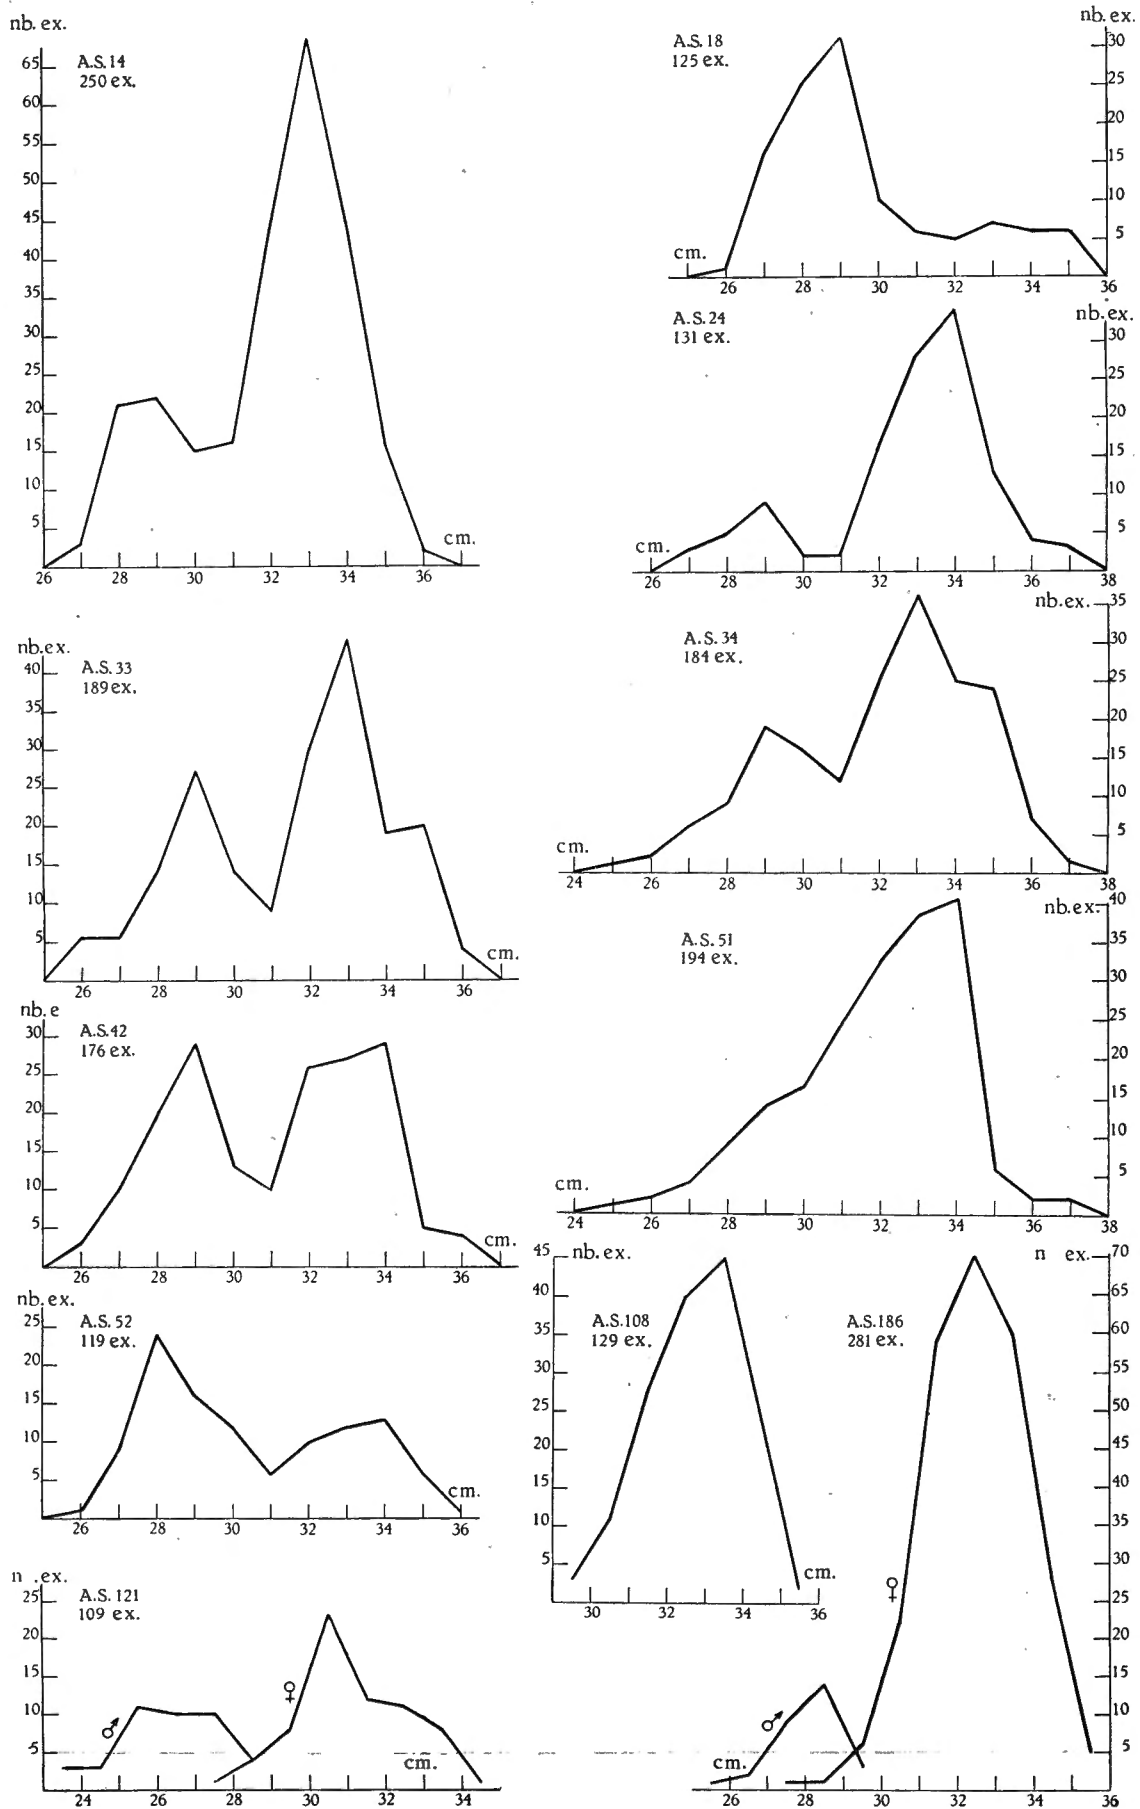 nb. ex.
A.S.14
250 ex.
65
60
55
50
45
40
35
30
25
20
15
10
5
cm.
26 28 30 32 34 36
nb. ex.
A.S.18
125 ex.
30
25
20
15
10
5
cm.
26 28 30 32 34 36
nb. ex.
A.S.24
131 ex.
30
25
20
15
10
5
cm.
26 28 30 32 34 38
nb.ex.
A.S.33
189 ex.
40
35
30
25
20
15
10
5
cm.
26 28 30 32 34 36
nb.ex.
A.S.34
184 ex.
35
30
25
20
15
10
5
cm.
24 26 28 30 32 34 36 38
nb.e
A.S.42
176 ex.
30
25
20
15
10
5
cm.
26 28 30 32 34 36
nb.ex.
A.S.51
194 ex.
40
35
30
25
20
15
10
5
cm.
24 26 28 30 32 34 36 38
nb. ex.
A.S.52
119 ex.
25
20
15
10
5
cm.
26 28 30 32 34 36
nb. ex.
A.S.108
129 ex.
45
40
35
30
25
20
15
10
5
cm.
30 32 34 36
n ex.
A.S.186
281 ex.
70
65
60
55
50
45
40
35
30
25
20
15
10
5
♀
♂
cm.
26 28 30 32 34 36
n .ex.
A.S. 121
109 ex.
25
20
15
10
5
♂
♀
cm.
24 26 28 30 32 34